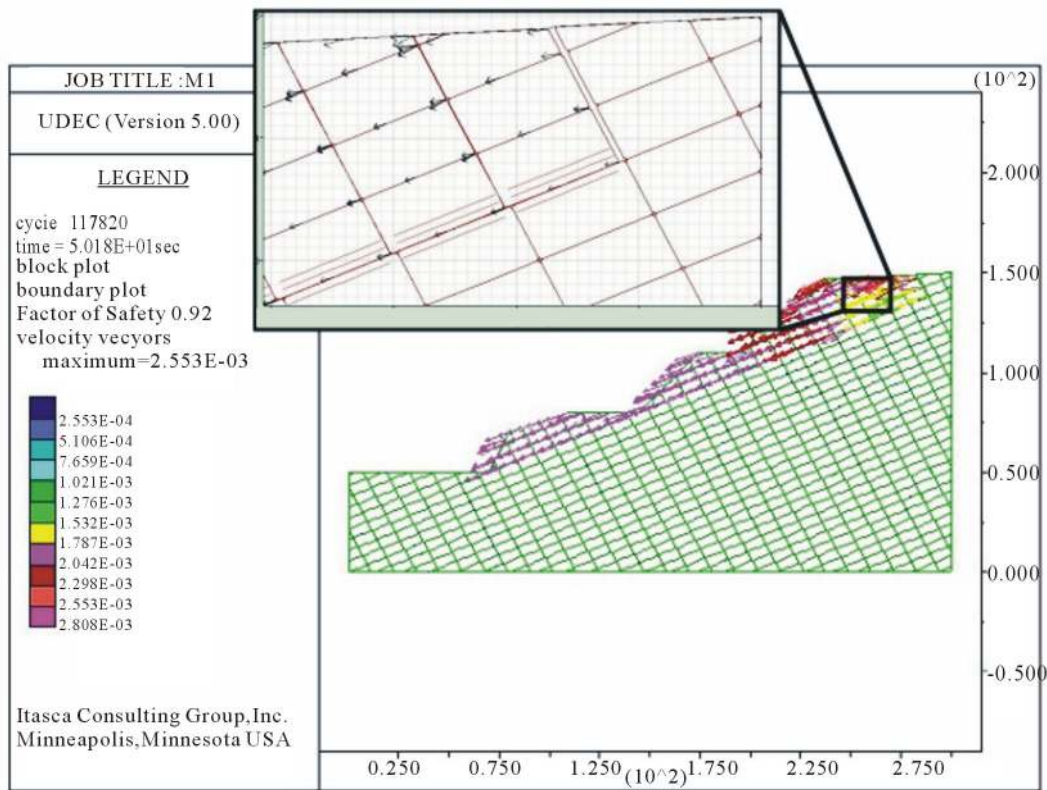 JOB TITLE :M1
(10^2)
UDEC (Version 5.00)
LEGEND
cycie 117820
time = 5.018E+01sec
block plot
boundary plot
Factor of Safety 0.92
velocity vecyors
maximum=2.553E-03
2.553E-04
5.106E-04
7.659E-04
1.021E-03
1.276E-03
1.532E-03
1.787E-03
2.042E-03
2.298E-03
2.553E-03
2.808E-03
Itasca Consulting Group,Inc.
Minneapolis,Minnesota USA
2.000
1.500
1.000
0.500
0.000
-0.500
0.250 0.750 1.250 1.750 2.250 2.750
(10^2)